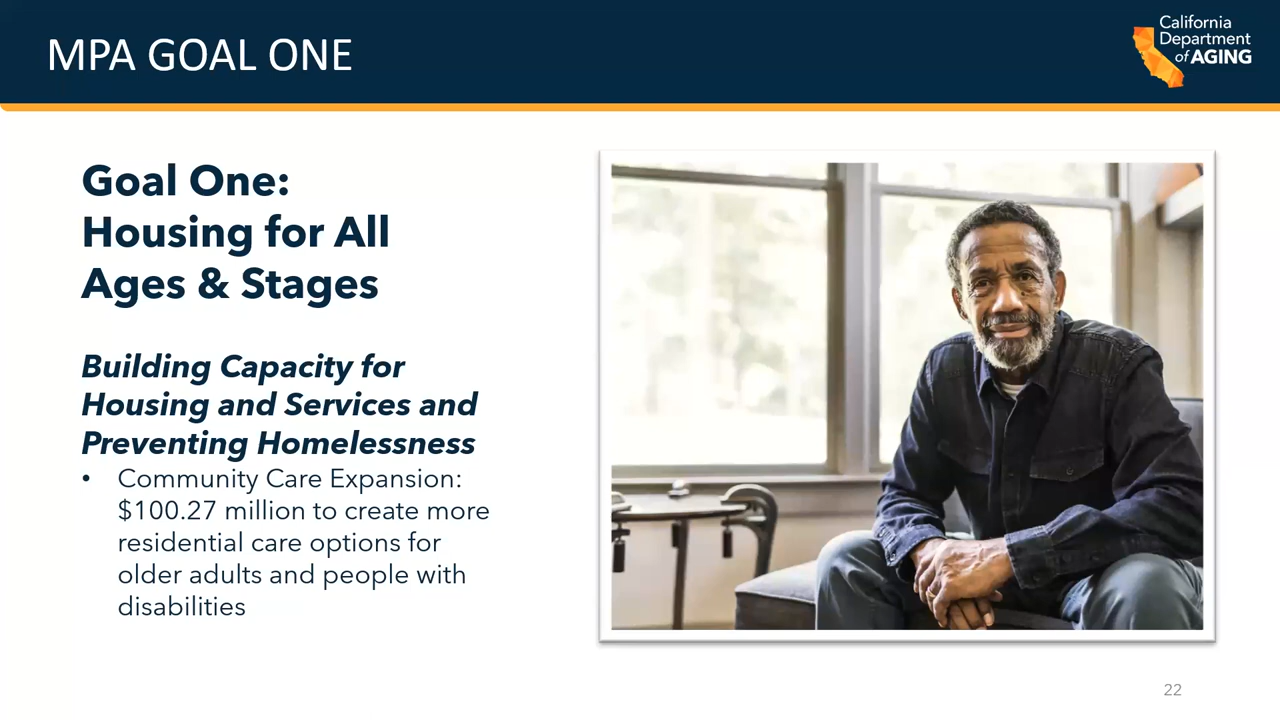 MPA GOAL ONE
California
Department
of AGING
Goal One:
Housing for All
Ages & Stages
Building Capacity for
Housing and Services and
Preventing Homelessness
• Community Care Expansion:
$100.27 million to create more
residential care options for
older adults and people with
disabilities
22